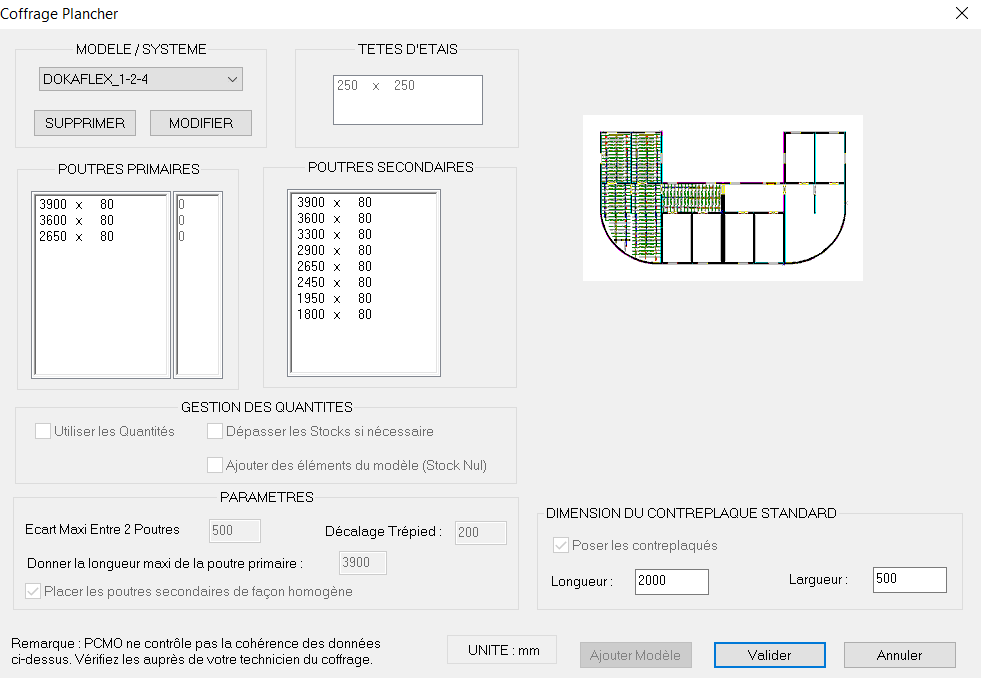 Coffrage Plancher
MODELE / SYSTEME
DOKAFLEX_1-2-4
SUPPRIMER
MODIFIER
TETES D'ETAIS
250 x 250
POUTRES PRIMAIRES
3900 x 80 0
3600 x 80 0
2650 x 80 0
POUTRES SECONDAIRES
3900 x 80
3600 x 80
3300 x 80
2900 x 80
2650 x 80
2450 x 80
1950 x 80
1800 x 80
GESTION DES QUANTITES
Utiliser les Quantités
Dépasser les Stocks si nécessaire
Ajouter des éléments du modèle (Stock Nul)
PARAMETRES
Ecart Maxi Entre 2 Poutres 500
Décalage Trépied : 200
Donner la longueur maxi de la poutre primaire : 3900
Placer les poutres secondaires de façon homogène
DIMENSION DU CONTREPLAQUE STANDARD
Poser les contreplaqués
Longueur : 2000
Largueur : 500
Remarque : PCMO ne contrôle pas la cohérence des données
ci-dessus. Vérifiez les auprès de votre technicien du coffrage.
UNITE : mm
Ajouter Modèle
Valider
Annuler